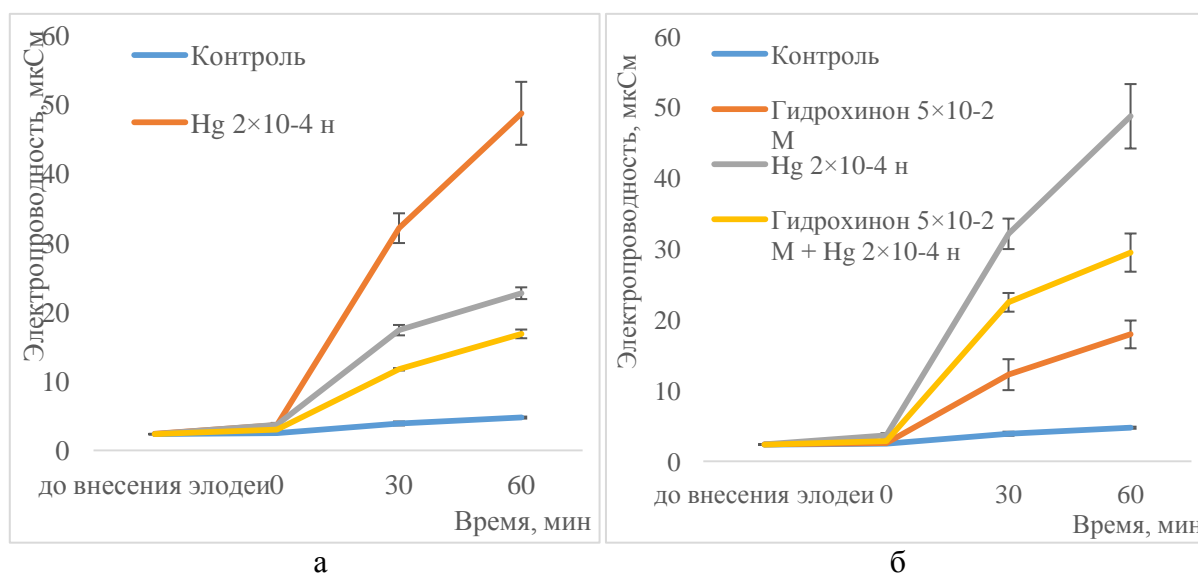 60
50
40
30
20
10
0
Электропроводность, мкСм
Контроль
Hg 2×10-4 н
до внесения элодеи
0
30
60
Время, мин
а
60
50
40
30
20
10
0
Электропроводность, мкСм
Контроль
Гидрохинон 5×10-2
М
Hg 2×10-4 н
Гидрохинон 5×10-2
М + Hg 2×10-4 н
до внесения элодеи
0
30
60
Время, мин
б